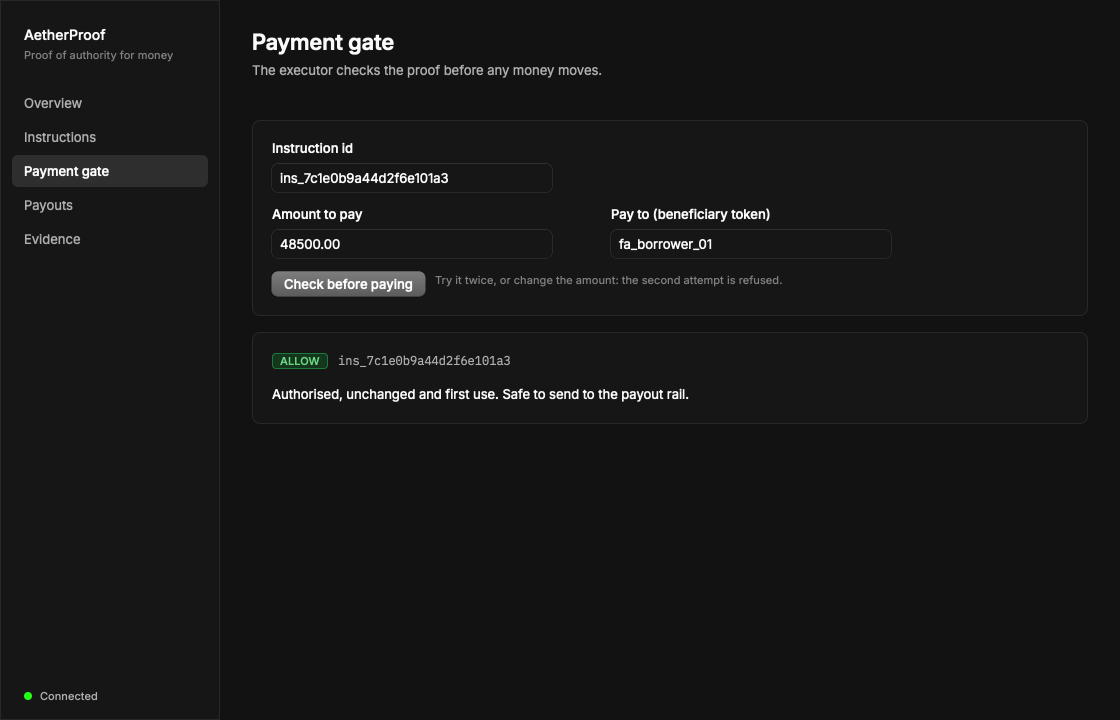 AetherProof
Proof of authority for money
Overview
Instructions
Payment gate
Payouts
Evidence
Connected
Payment gate
The executor checks the proof before any money moves.
Instruction id
ins_7c1e0b9a44d2f6e101a3
Amount to pay
Pay to (beneficiary token)
48500.00
fa_borrower_01
Check before paying
Try it twice, or change the amount: the second attempt is refused.
ALLOW ins_7c1e0b9a44d2f6e101a3
Authorised, unchanged and first use. Safe to send to the payout rail.